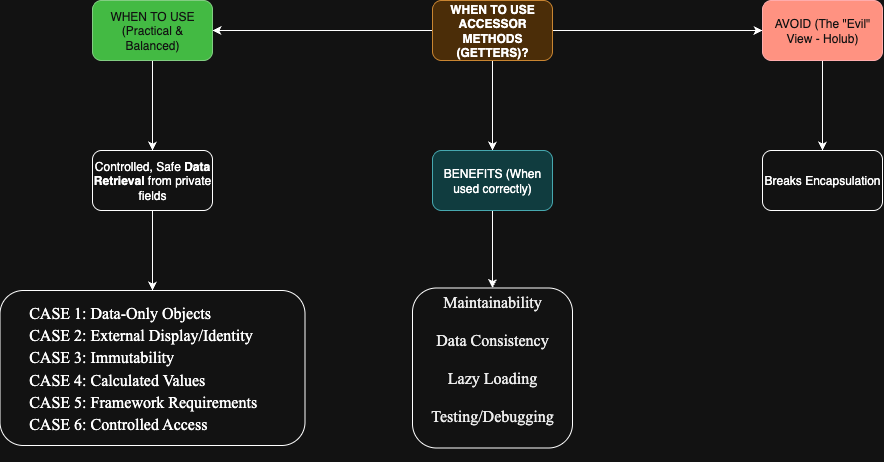 WHEN TO USE
(Practical &
Balanced)
WHEN TO USE
ACCESSOR
METHODS
(GETTERS)?
AVOID (The "Evil"
View - Holub)
Controlled, Safe Data
Retrieval from private
fields
BENEFITS (When
used correctly)
Breaks Encapsulation
CASE 1: Data-Only Objects
CASE 2: External Display/Identity
CASE 3: Immutability
CASE 4: Calculated Values
CASE 5: Framework Requirements
CASE 6: Controlled Access
Maintainability
Data Consistency
Lazy Loading
Testing/Debugging